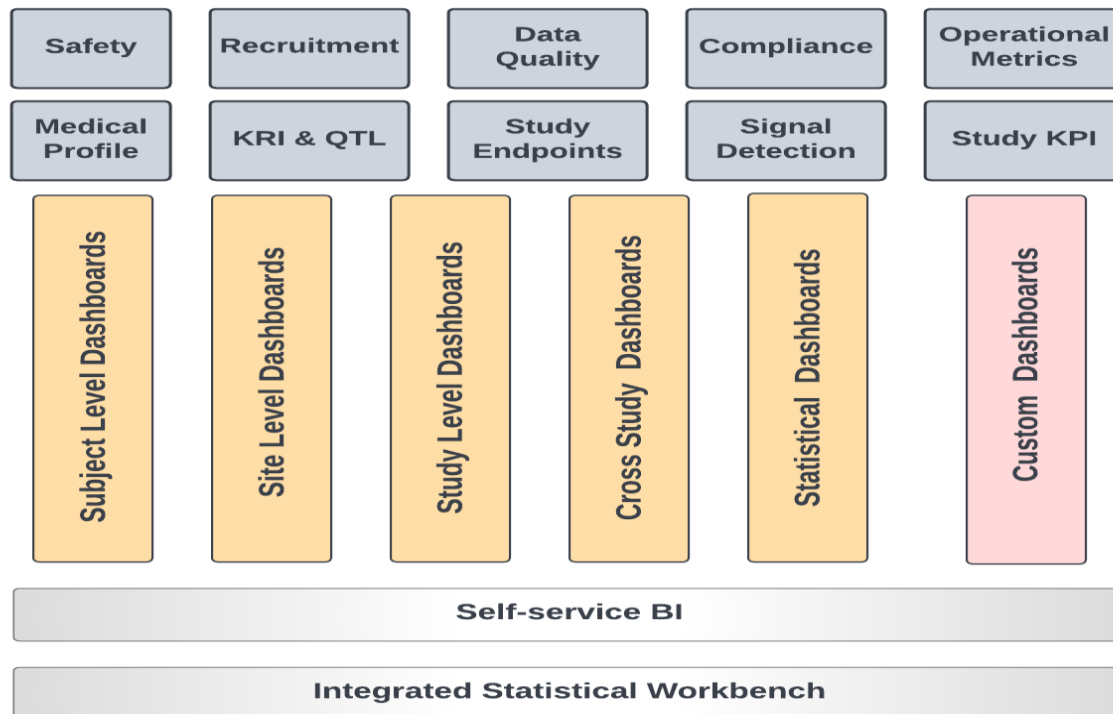 Safety
Recruitment
Data
Quality
Compliance
Operational
Metrics
Medical
Profile
KRI & QTL
Study
Endpoints
Signal
Detection
Study KPI
Subject Level Dashboards
Site Level Dashboards
Study Level Dashboards
Cross Study Dashboards
Statistical Dashboards
Custom Dashboards
Self-service BI
Integrated Statistical Workbench